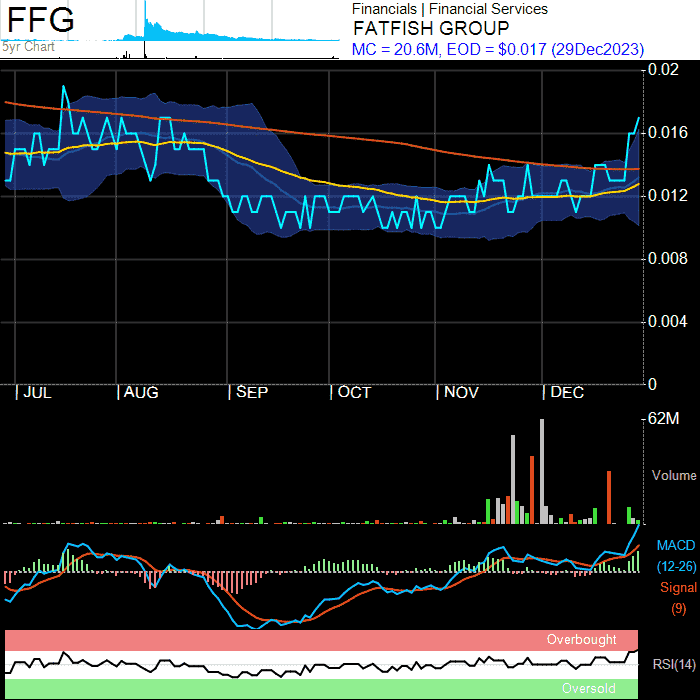 FFG
5yr Chart
Financials | Financial Services
FATFISH GROUP
MC = 20.6M, EOD = $0.017 (29Dec2023)
0.02
0.016
0.012
0.008
0.004
0
JUL AUG SEP OCT NOV DEC
62M
Volume
MACD
(12-26)
Signal
(9)
Overbought
RSI(14)
Oversold